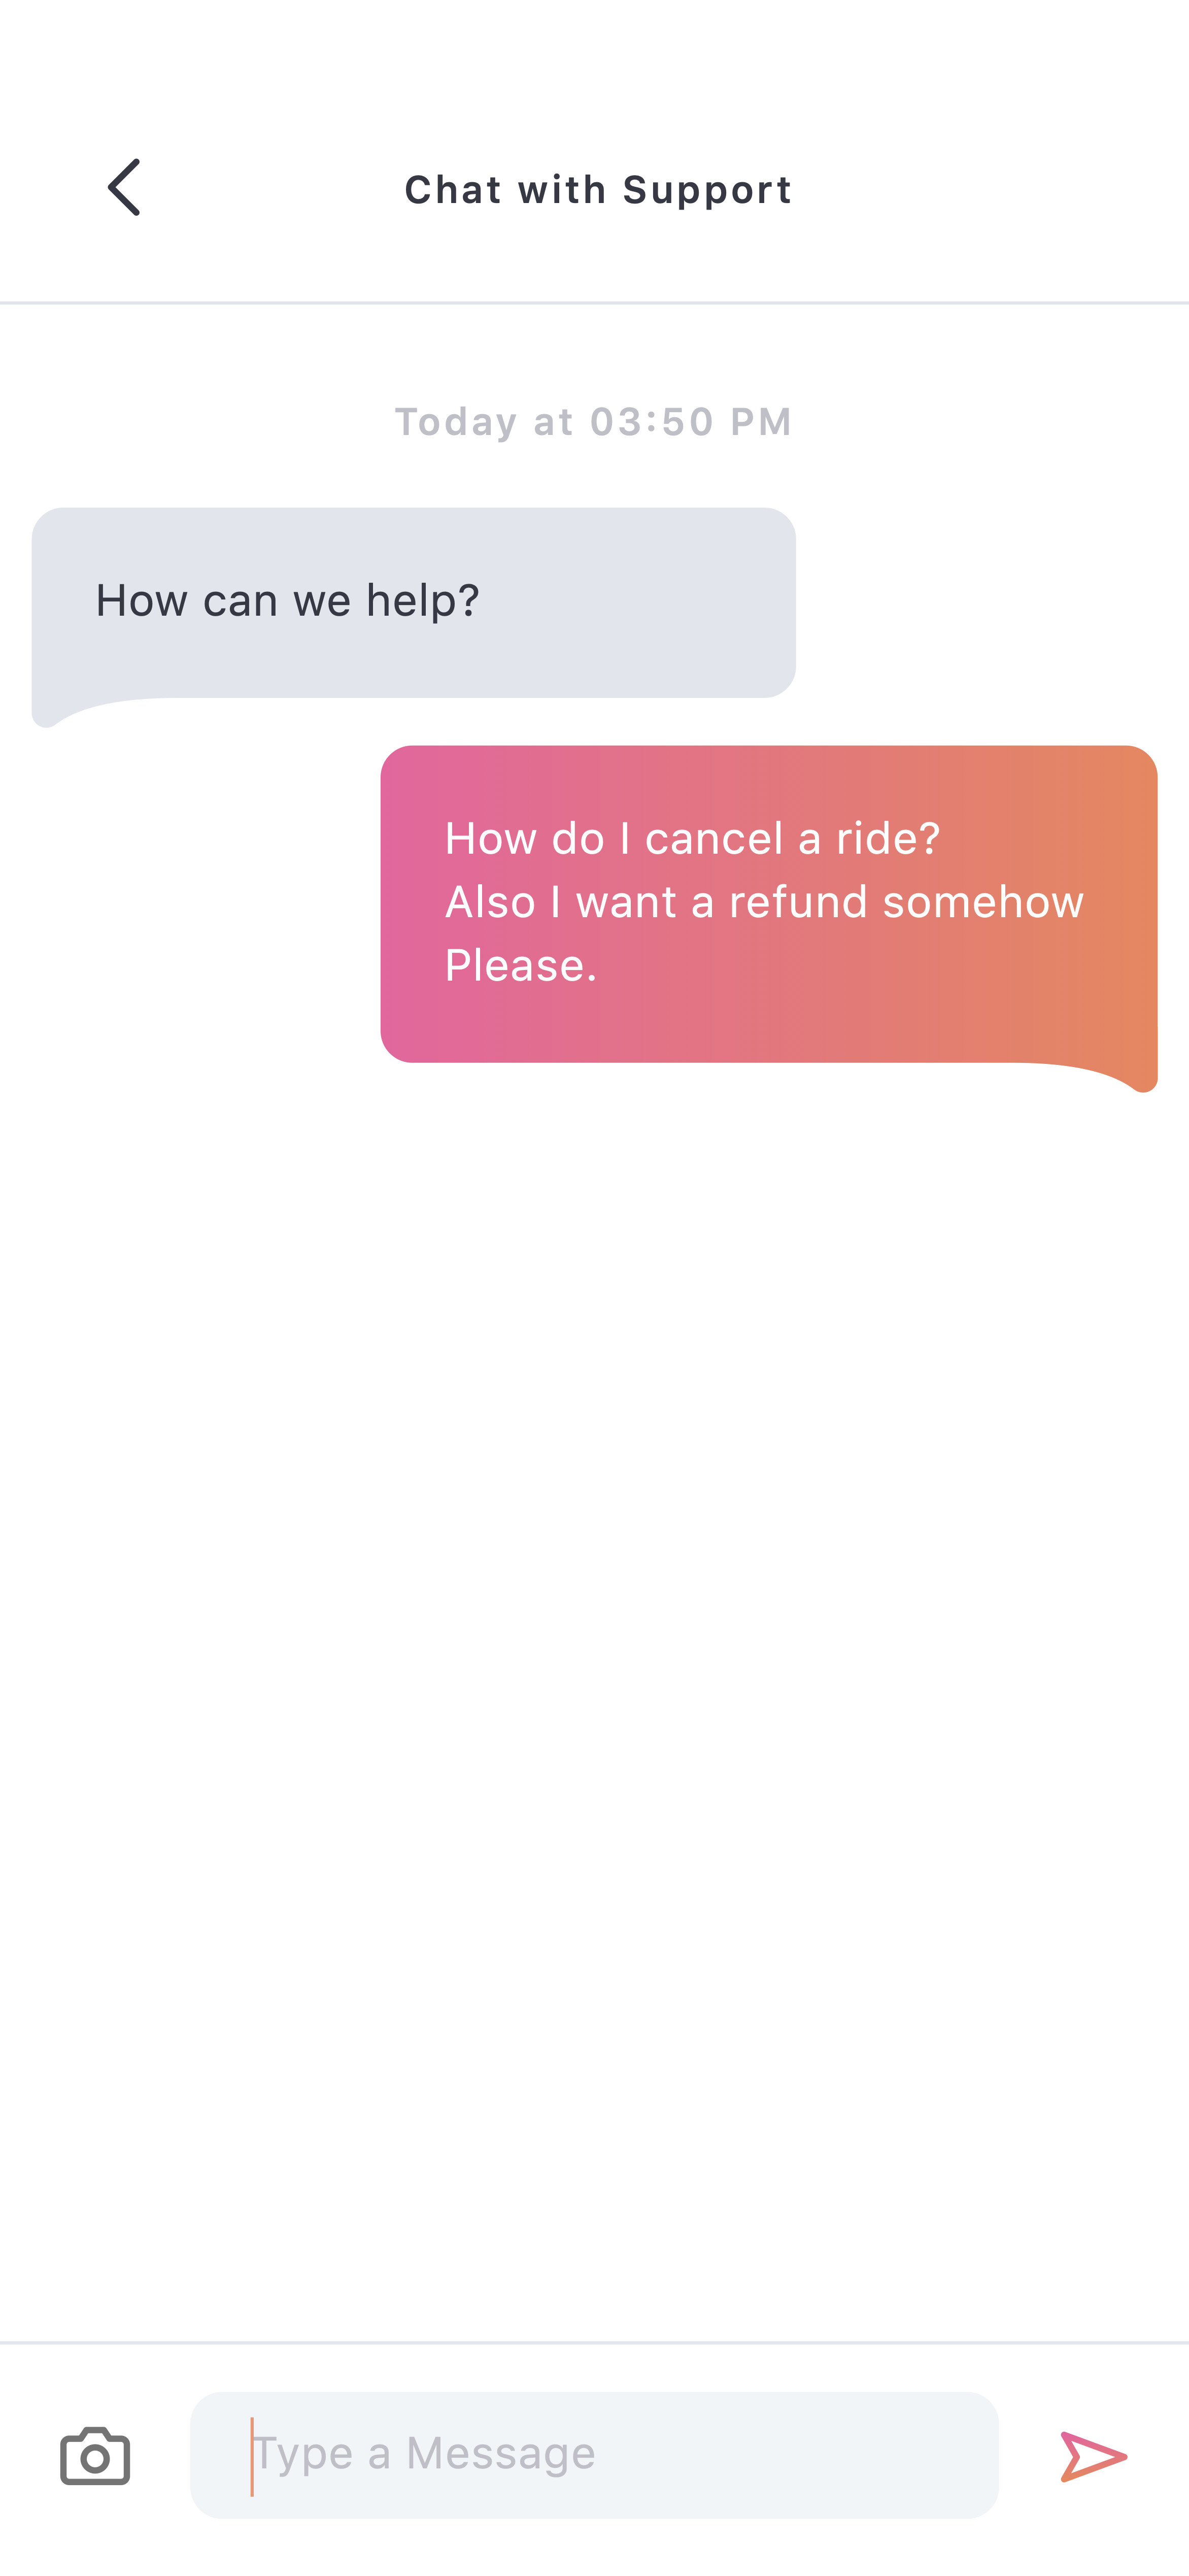 Chat with Support
Today at 03:50 PM
How can we help?
How do I cancel a ride?
Also I want a refund somehow
Please.
Type a Message